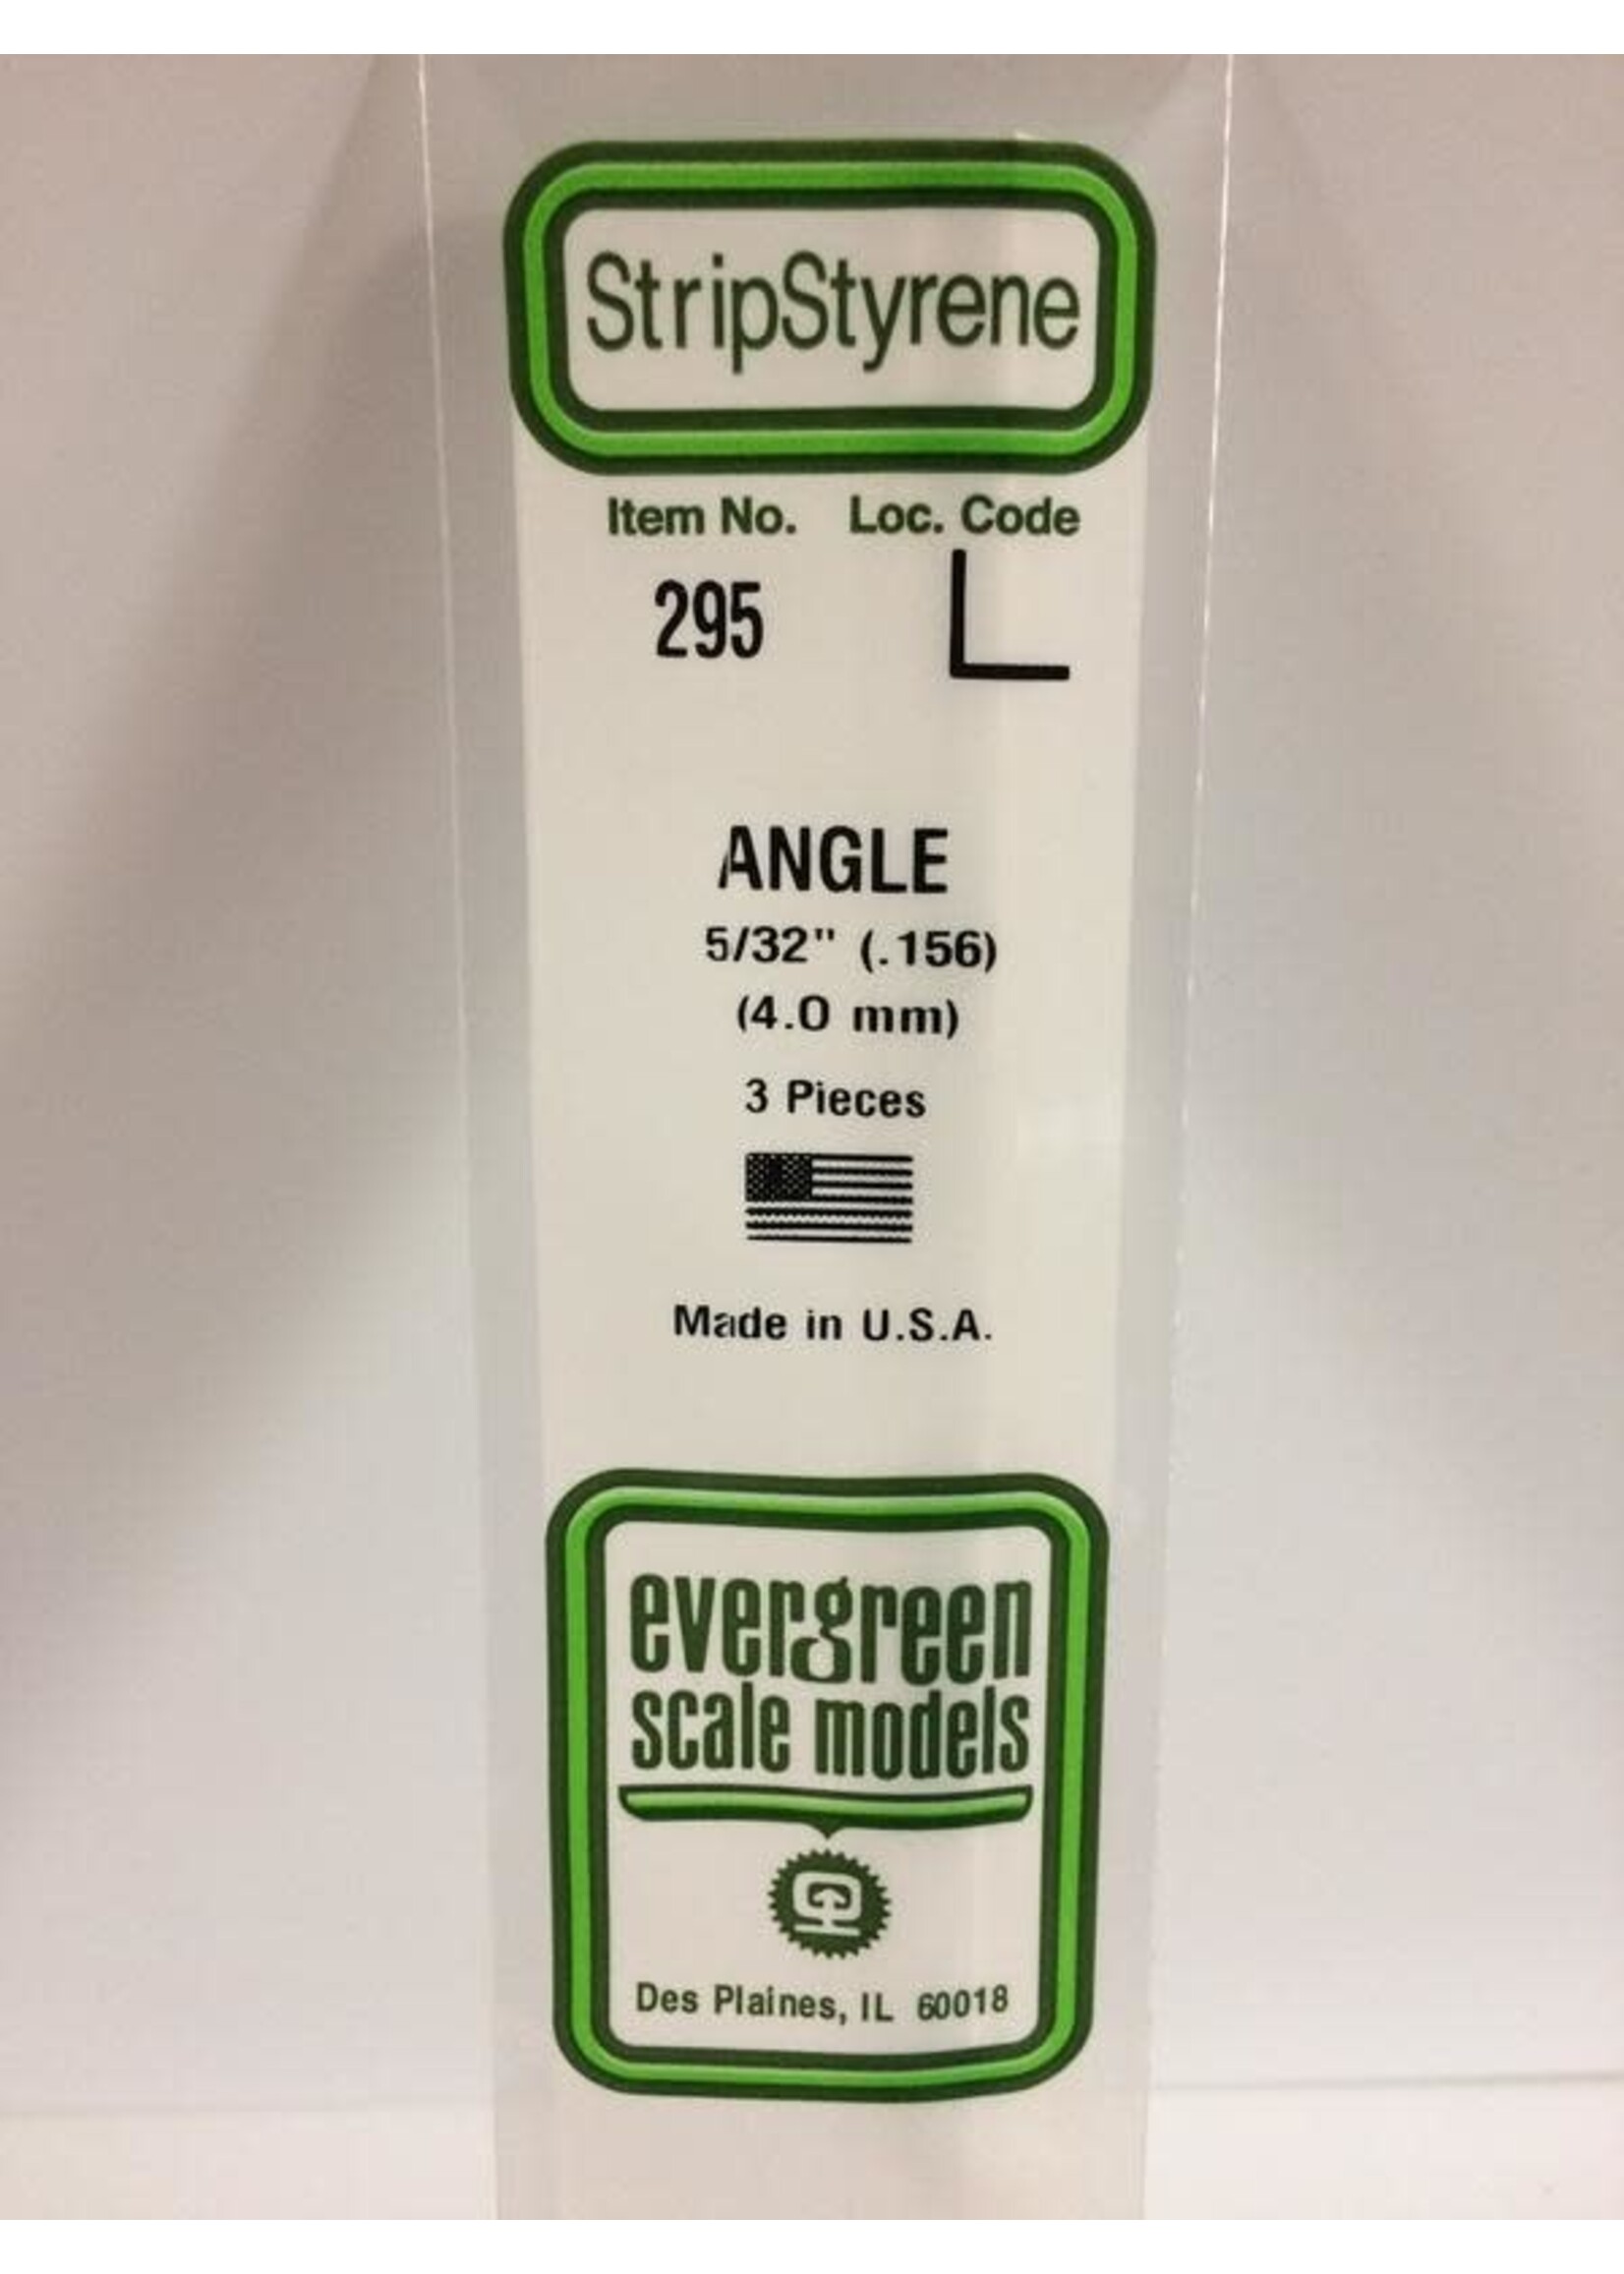 StripStyrene
Item No. Loc. Code
295 L
ANGLE
5/32" (.156)
(4.0 mm)
3 Pieces
Made in U.S.A.
evergreen
scale models
Des Plaines, IL 60018